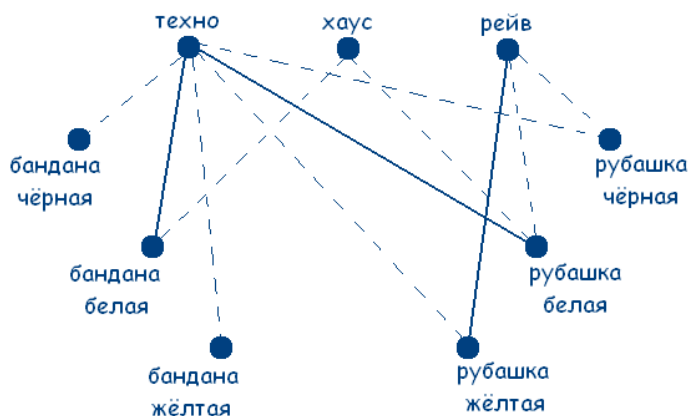 техно
хаус
рейв
бандана
чёрная
рубашка
чёрная
бандана
белая
рубашка
белая
бандана
жёлтая
рубашка
жёлтая